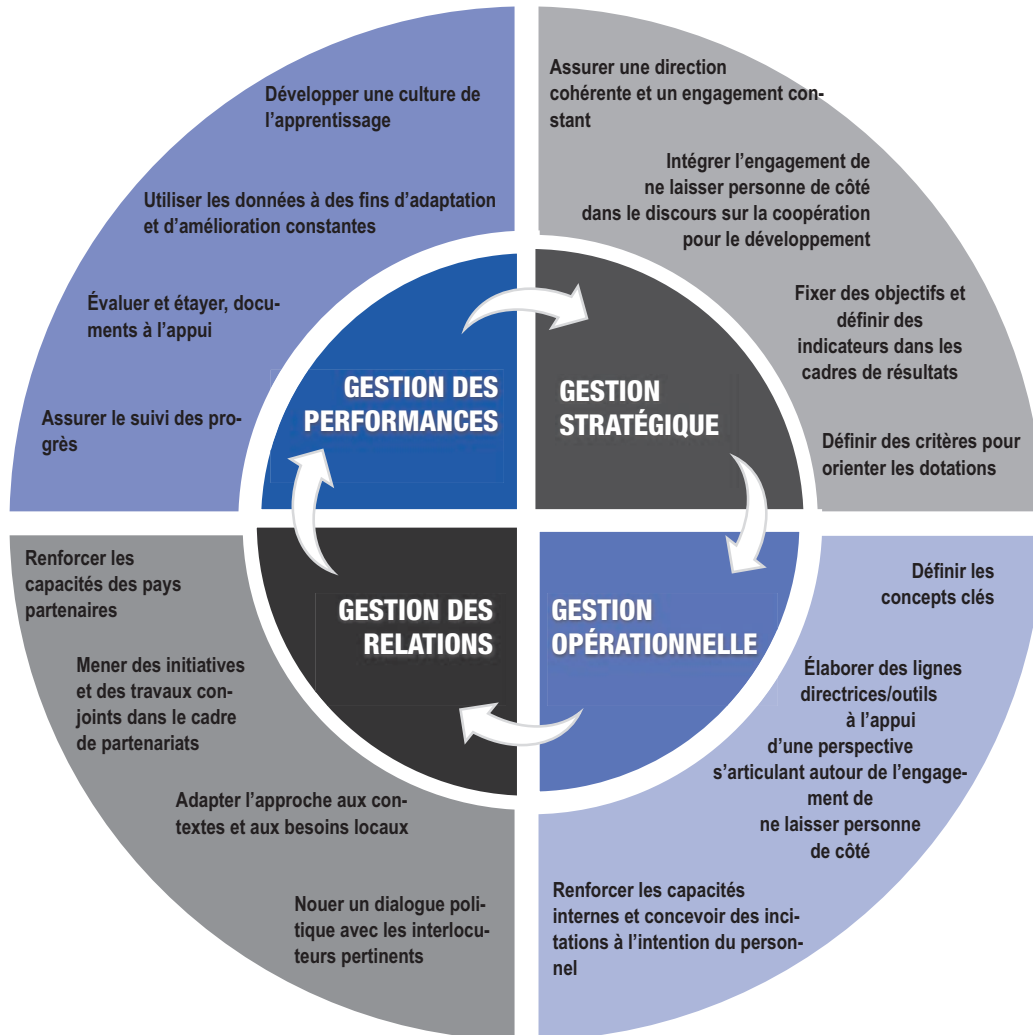 Développer une culture de
l’apprentissage
Utiliser les données à des fins d’adaptation
et d’amélioration constantes
Évaluer et étayer, docu-
ments à l’appui
Assurer le suivi des pro-
grès
Assurer une direction
cohérente et un engagement con-
stant
Intégrer l’engagement de
ne laisser personne de côté
dans le discours sur la coopération
pour le développement
Fixer des objectifs et
définir des
indicateurs dans les
cadres de résultats
Définir des critères pour
orienter les dotations
GESTION DES
PERFORMANCES
GESTION
STRATÉGIQUE
GESTION DES
RELATIONS
GESTION
OPÉRATIONNELLE
Renforcer les
capacités des pays
partenaires
Mener des initiatives
et des travaux con-
joints dans le cadre
de partenariats
Adapter l’approche aux con-
textes et aux besoins locaux
Nouer un dialogue poli-
tique avec les interlocu-
teurs pertinents
Définir les
concepts clés
Élaborer des lignes
directrices/outils
à l’appui
d’une perspective
s’articulant autour de l’engage-
ment de
ne laisser personne
de côté
Renforcer les capacités
internes et concevoir des inci-
tations à l’intention du person-
nel